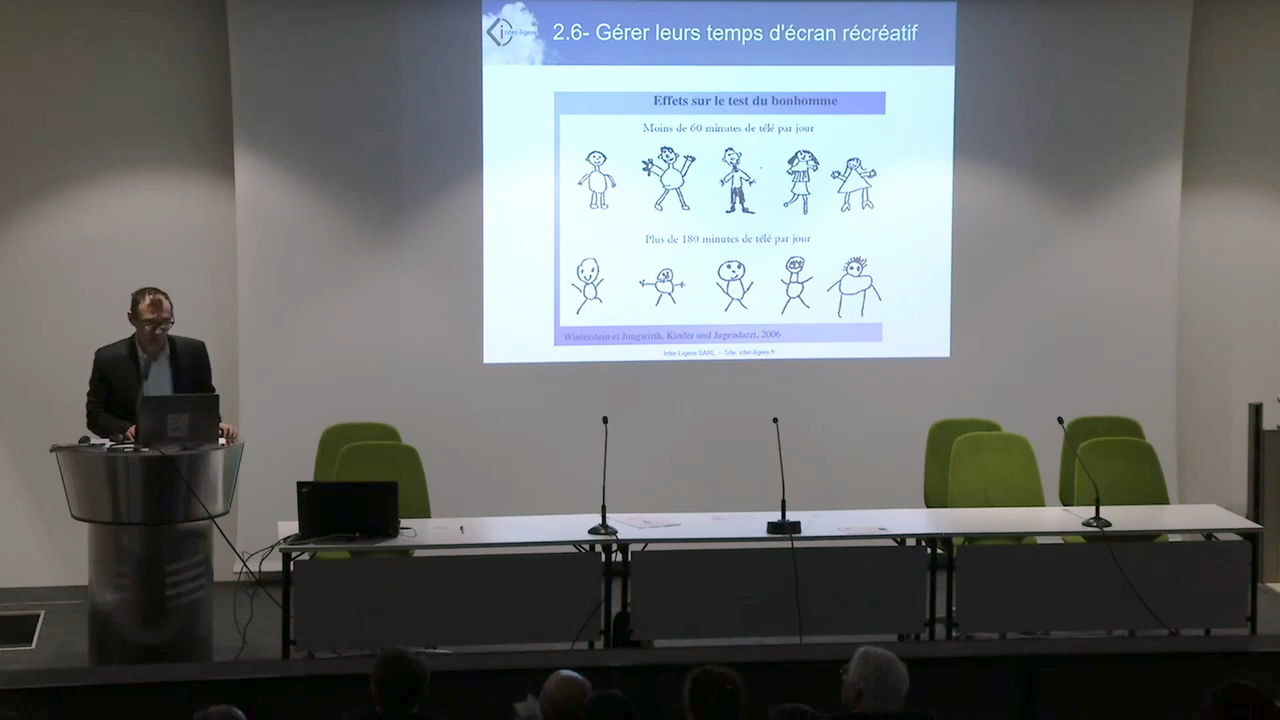 inter-ligere
2.6- Gérer leurs temps d'écran récréatif
Effets sur le test du bonhomme
Moins de 60 minutes de télé par jour
Plus de 180 minutes de télé par jour
Winterstein et Jungwirth, Kinder und Jugendarzt, 2006
Inter-Ligere SARL - Site: inter-ligere.fr